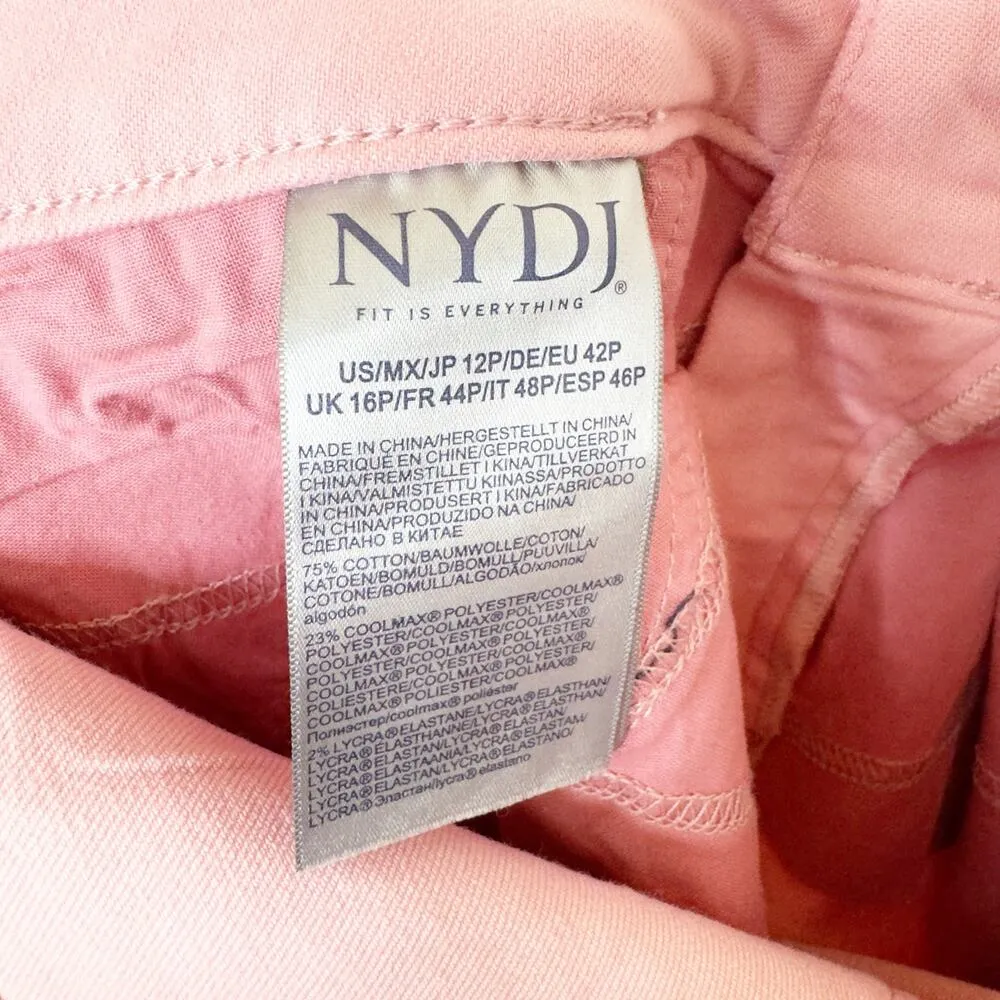 NYDJ®
FIT IS EVERYTHING
US/MX/JP 12P/DE/EU 42P
UK 16P/FR 44P/IT 48P/ESP 46P
MADE IN CHINA/HERGESTELLT IN CHINA/
FABRIQUÉ EN CHINE/GEPRODUCEERD IN
CHINA/FREMSTILLET I KINA/TILLVERKAT
I KINA/VALMISTETTU KIINASSA/PRODOTTO
IN CHINA/PRODUSERT I KINA/FABRICADO
EN CHINA/PRODUZIDO NA CHINA/
СДЕЛАНО В КИТАЕ
75% COTTON/BAUMWOLLE/COTON/
KATOEN/BOMULD/BOMULL/PUUVILLA/
COTONE/BOMULL/ALGODÃO/хлопок/
algodón
23% COOLMAX® POLYESTER/COOLMAX®
POLYESTER/COOLMAX® POLYESTER/
COOLMAX® POLYESTER/COOLMAX®
POLYESTER/COOLMAX® POLYESTER/
COOLMAX® POLYESTER/COOLMAX®
POLIESTERE/COOLMAX® POLYESTER/
COOLMAX® POLIESTER/COOLMAX®
Полиэстер/coolmax® poliéster
2% LYCRA® ELASTANE/LYCRA® ELASTHAN/
LYCRA® ELASTHANNE/LYCRA® ELASTAN/
LYCRA® ELASTAN/LYCRA® ELASTAM/
LYCRA® ELASTAANIA/LYCRA® ELASTAN/
LYCRA® ELASTAN/LYCRA® ELASTANO/
LYCRA® Эластан/lycra® elastano